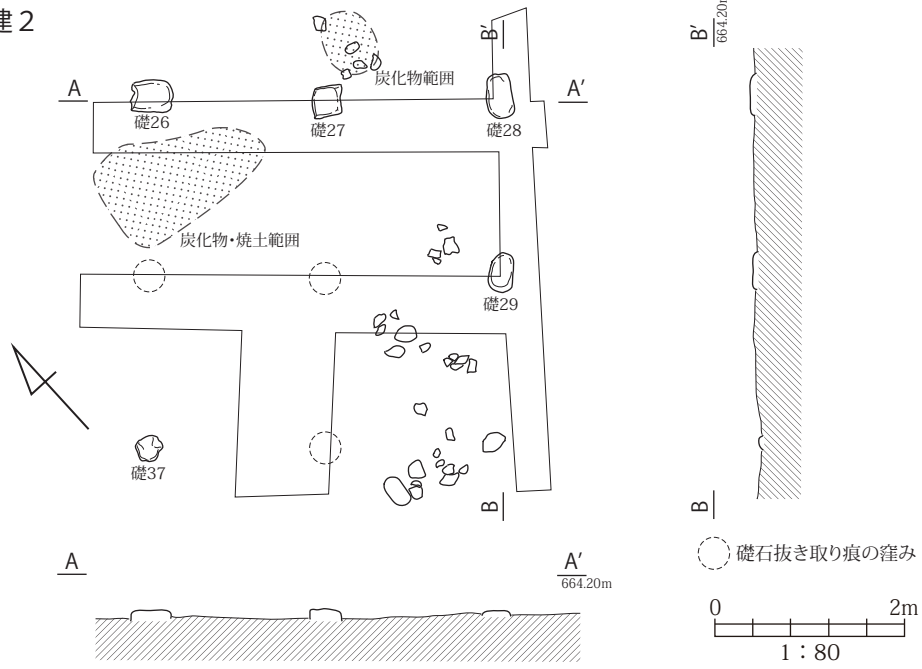 建2
B'
炭化物範囲
A
A'
礎26
礎27
礎28
炭化物・焼土範囲
礎29
礎37
B
A
A'
664.20m
B'
664.20m
B
礎石抜き取り痕の窪み
0
2m
1：80